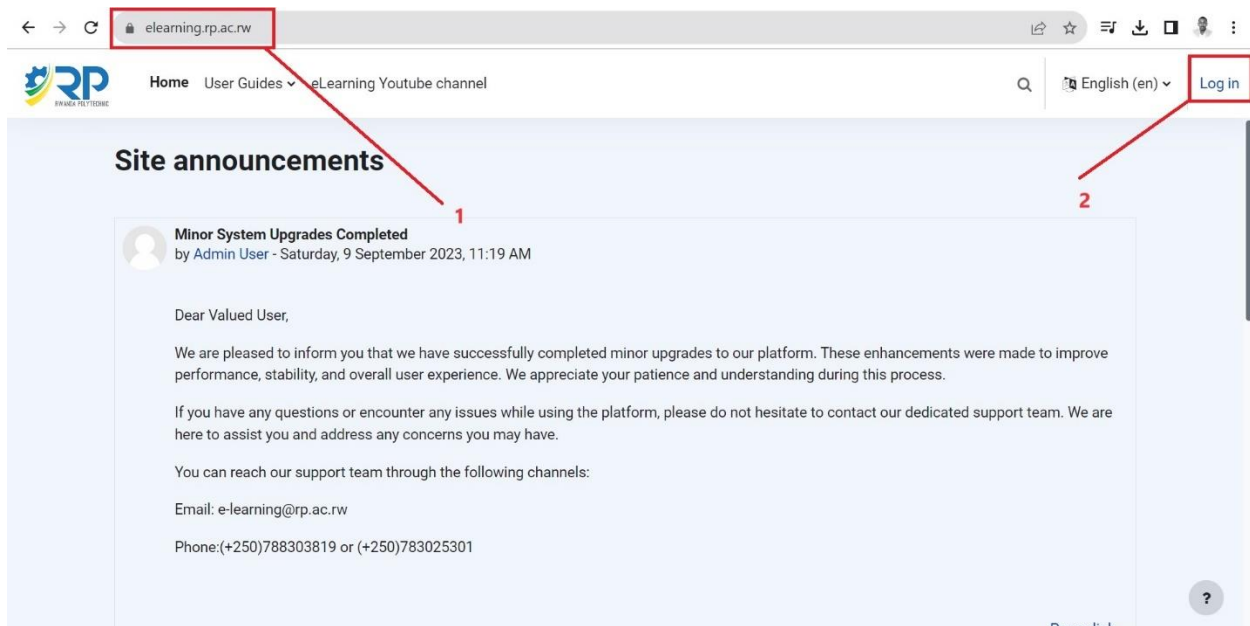 elearning.rp.ac.rw
RP
RWANDA POLYTECHNIC
Home User Guides eLearning Youtube channel
English (en) Log in
Site announcements
1
2
Minor System Upgrades Completed
by Admin User - Saturday, 9 September 2023, 11:19 AM
Dear Valued User,
We are pleased to inform you that we have successfully completed minor upgrades to our platform. These enhancements were made to improve
performance, stability, and overall user experience. We appreciate your patience and understanding during this process.
If you have any questions or encounter any issues while using the platform, please do not hesitate to contact our dedicated support team. We are
here to assist you and address any concerns you may have.
You can reach our support team through the following channels:
Email: e-learning@rp.ac.rw
Phone:(+250)788303819 or (+250)783025301
?